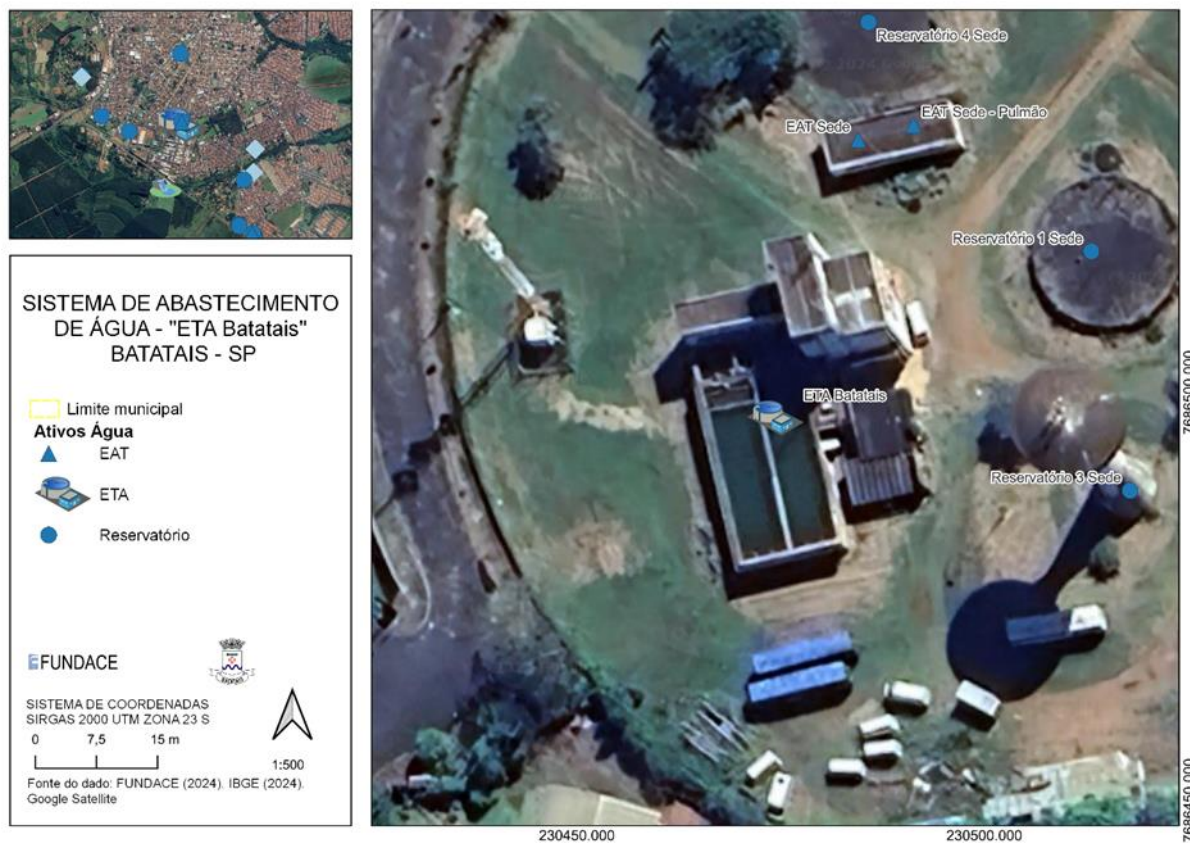 SISTEMA DE ABASTECIMENTO
DE ÁGUA - "ETA Batatais"
BATATAIS - SP
Limite municipal
Ativos Água
EAT
ETA
Reservatório
FUNDACE
SISTEMA DE COORDENADAS
SIRGAS 2000 UTM ZONA 23 S
0 7,5 15 m
1:500
Fonte do dado: FUNDACE (2024). IBGE (2024).
Google Satellite
Reservatório 4 Sede
EAT Sede - Pulmão
EAT Sede
Reservatório 1 Sede
ETA Batatais
Reservatório 3 Sede
7686500.000
7686450.000
230450.000
230500.000